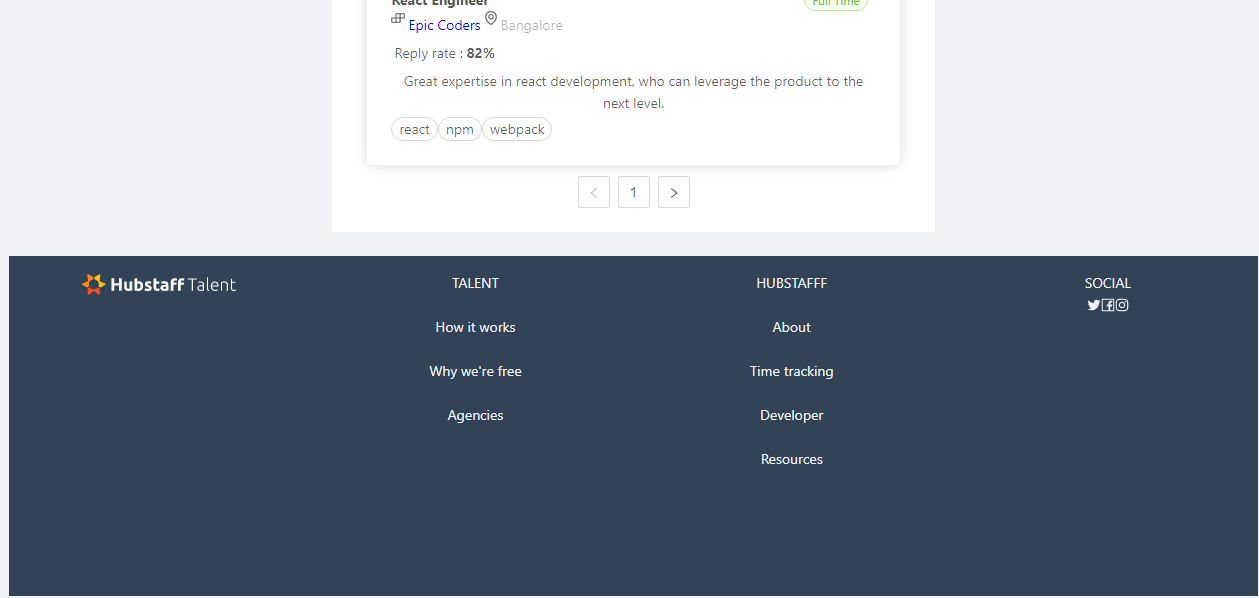 React Engineer
Full Time
Epic Coders Bangalore
Reply rate : 82%
Great expertise in react development, who can leverage the product to the
next level.
react npm webpack
< 1 >
Hubstaff Talent
TALENT
How it works
Why we're free
Agencies
HUBSTAFFF
About
Time tracking
Developer
Resources
SOCIAL